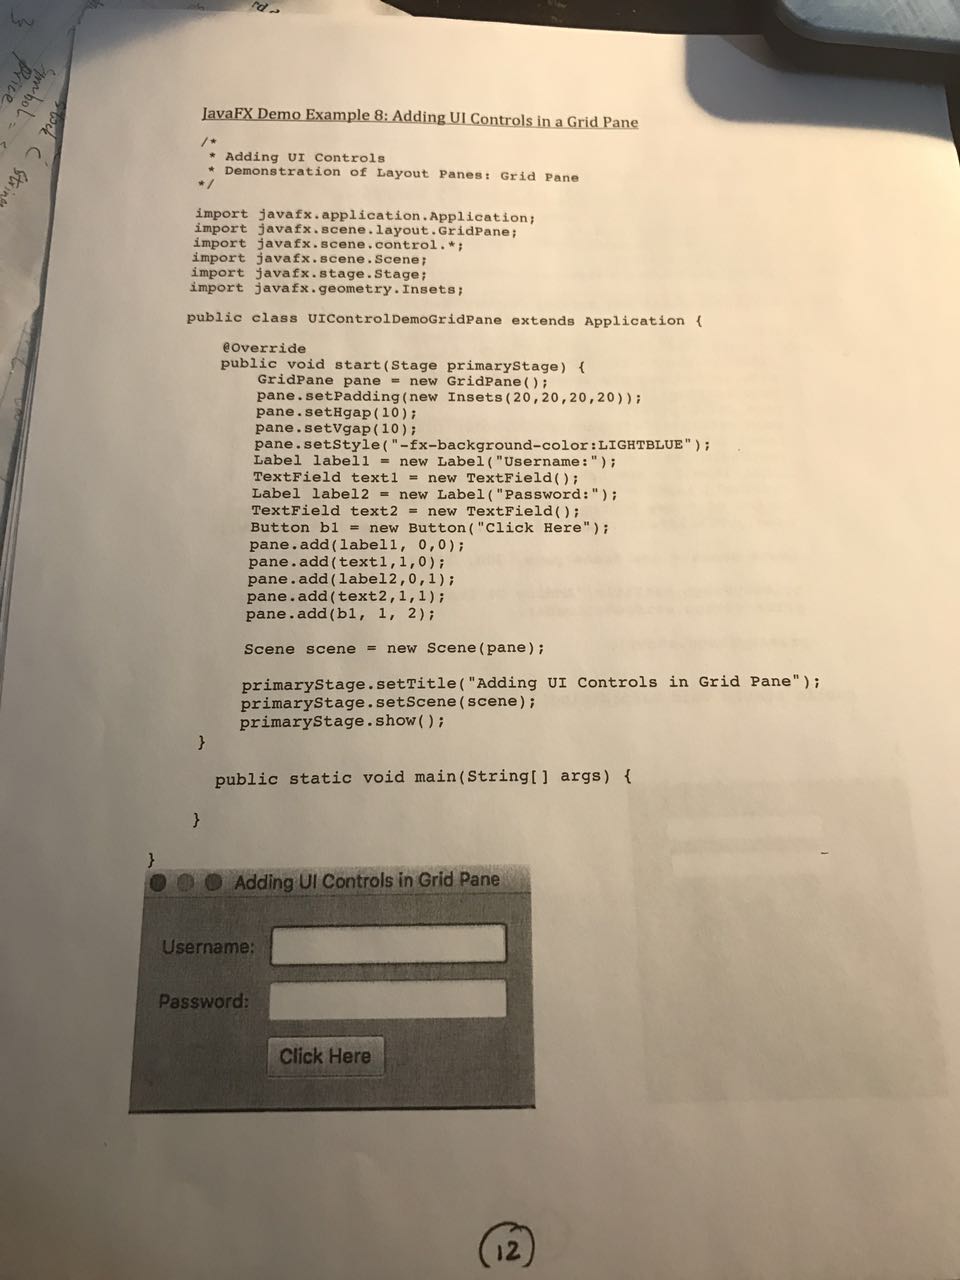 JavaFX Demo Example 8: Adding UI Controls in a Grid Pane
/*
* Adding UI Controls
* Demonstration of Layout Panes: Grid Pane
*/
import javafx.application.Application;
import javafx.scene.layout.GridPane;
import javafx.scene.control.*;
import javafx.scene.Scene;
import javafx.stage.Stage;
import javafx.geometry.Insets;
public class UIControlDemoGridPane extends Application {
@Override
public void start(Stage primaryStage) {
GridPane pane = new GridPane();
pane.setPadding(new Insets(20,20,20,20));
pane.setHgap(10);
pane.setVgap(10);
pane.setStyle("-fx-background-color:LIGHTBLUE");
Label label1 = new Label("Username:");
TextField text1 = new TextField();
Label label2 = new Label("Password:");
TextField text2 = new TextField();
Button b1 = new Button("Click Here");
pane.add(label1, 0,0);
pane.add(text1,1,0);
pane.add(label2,0,1);
pane.add(text2,1,1);
pane.add(b1, 1, 2);
Scene scene = new Scene(pane);
primaryStage.setTitle("Adding UI Controls in Grid Pane");
primaryStage.setScene(scene);
primaryStage.show();
}
public static void main(String[] args) {
}
}
Adding UI Controls in Grid Pane
Username:
Password:
Click Here
12
Price
Symbol